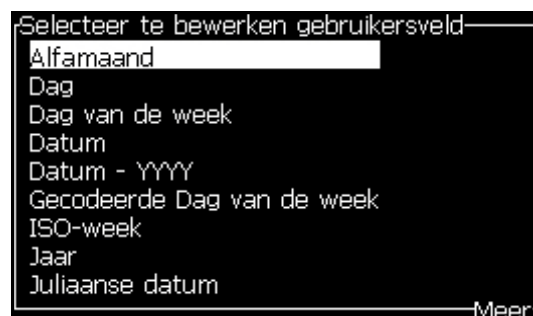 Selecteer te bewerken gebruikersveld
Alfamaand
Dag
Dag van de week
Datum
Datum - YYYY
Gecodeerde Dag van de week
ISO-week
Jaar
Juliaanse datum
Meer